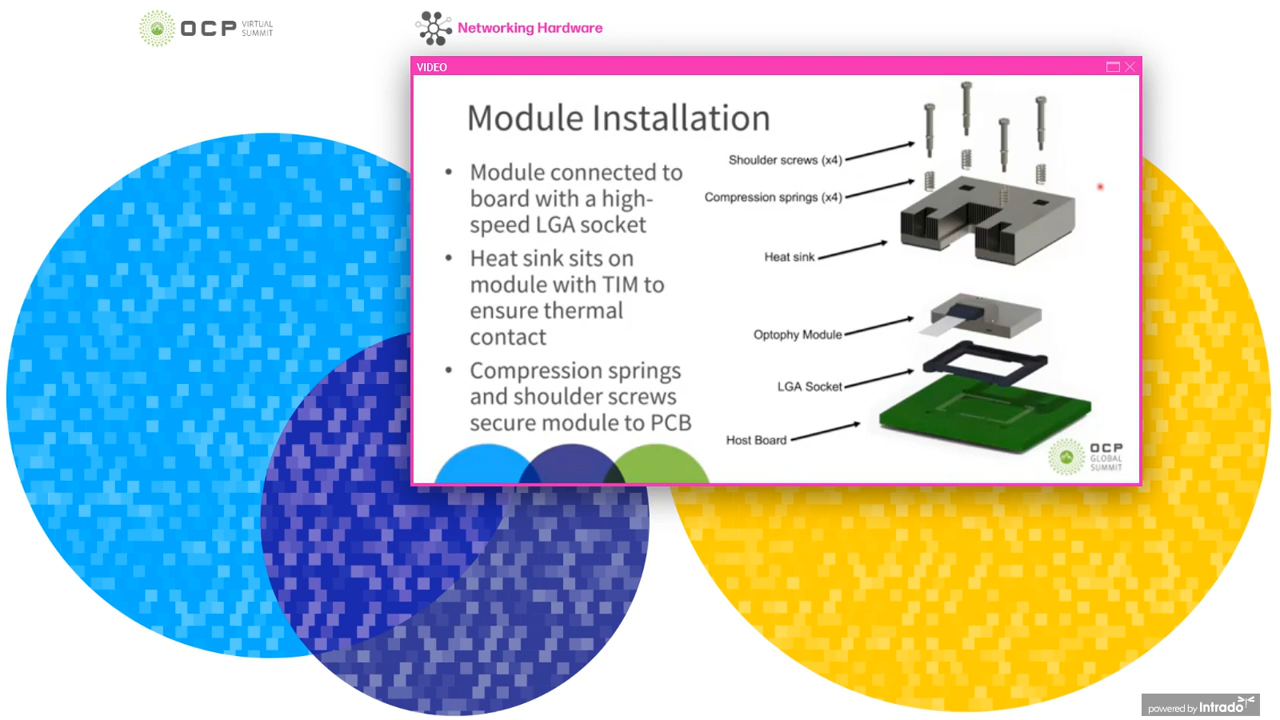 OCP VIRTUAL SUMMIT
Networking Hardware
VIDEO
Module Installation
• Module connected to
board with a high-
speed LGA socket
• Heat sink sits on
module with TIM to
ensure thermal
contact
• Compression springs
and shoulder screws
secure module to PCB
Shoulder screws (x4)
Compression springs (x4)
Heat sink
Optophy Module
LGA Socket
Host Board
OCP
GLOBAL
SUMMIT
powered by Intrado